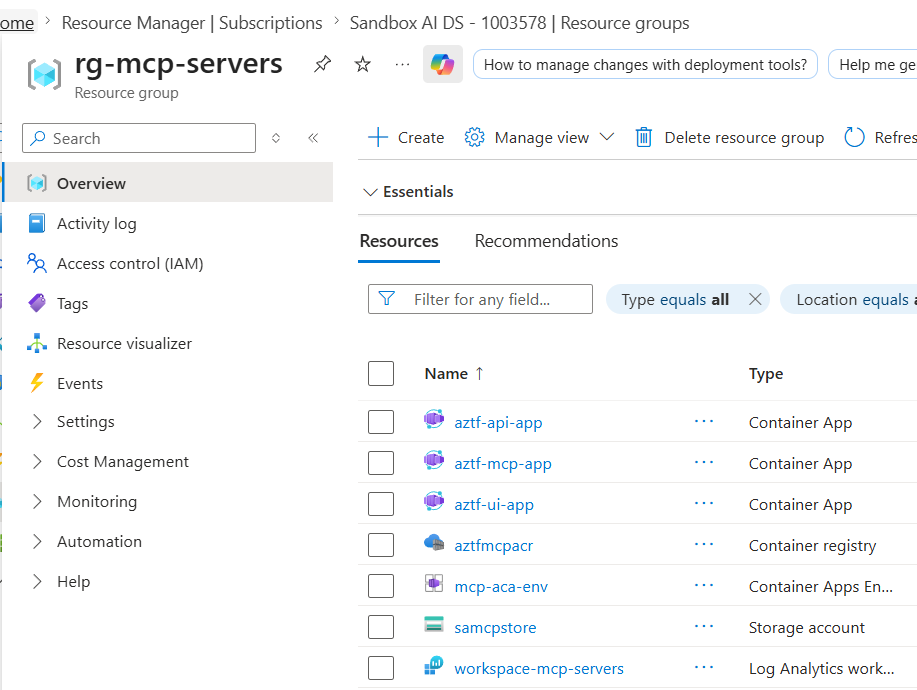 ome > Resource Manager | Subscriptions > Sandbox AI DS - 1003578 | Resource groups
rg-mcp-servers
Resource group
How to manage changes with deployment tools?
Help me ge
Search
Overview
Activity log
Access control (IAM)
Tags
Resource visualizer
Events
Settings
Cost Management
Monitoring
Automation
Help
Create
Manage view
Delete resource group
Refres
Essentials
Resources
Recommendations
Filter for any field...
Type equals all
Location equals a
Name ↑
Type
aztf-api-app ··· Container App
aztf-mcp-app ··· Container App
aztf-ui-app ··· Container App
aztfmcpacr ··· Container registry
mcp-aca-env ··· Container Apps En...
samcpstore ··· Storage account
workspace-mcp-servers ··· Log Analytics work...